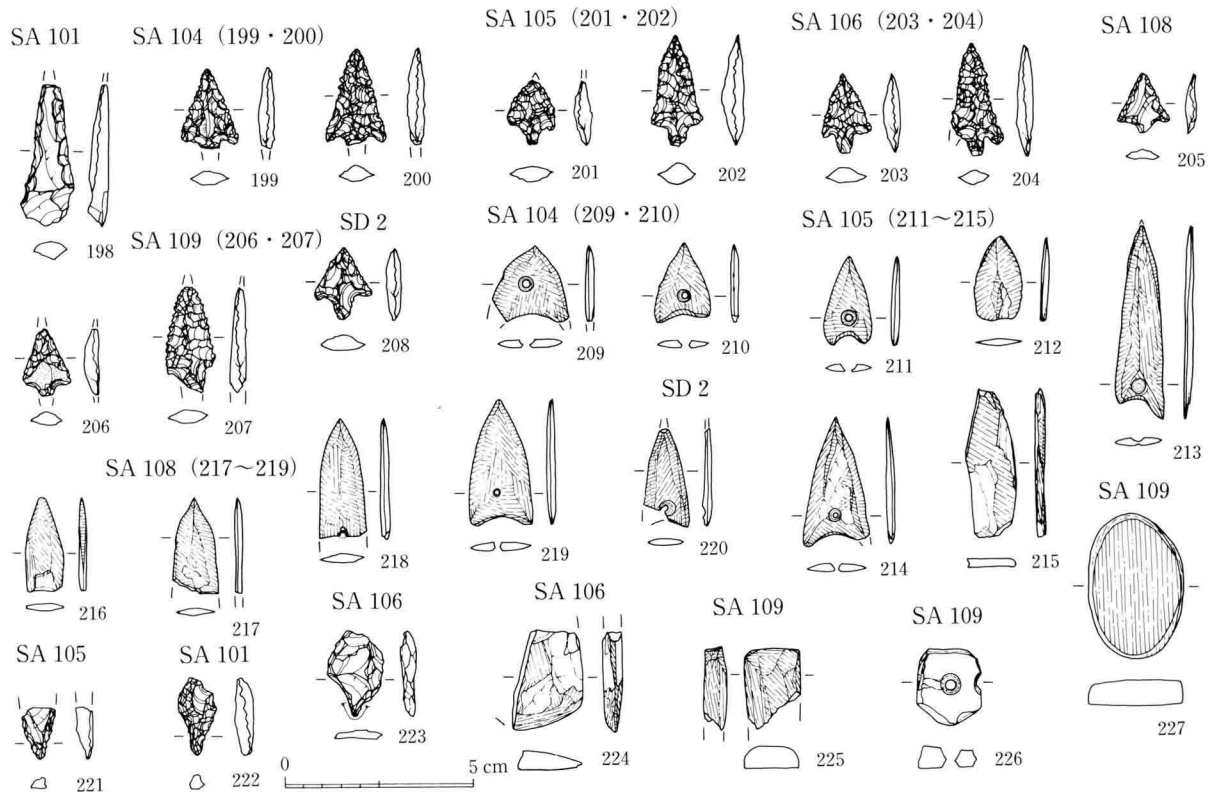 SA 101
SA 104 (199・200)
SA 105 (201・202)
SA 106 (203・204)
SA 108
198
199
200
201
202
203
204
205
SA 109 (206・207)
SD 2
SA 104 (209・210)
SA 105 (211〜215)
206
207
208
209
210
211
212
213
SA 108 (217〜219)
SD 2
SA 109
216
217
218
219
220
214
215
227
SA 105
SA 101
SA 106
SA 106
SA 109
SA 109
221
222
223
224
225
226
0 5 cm